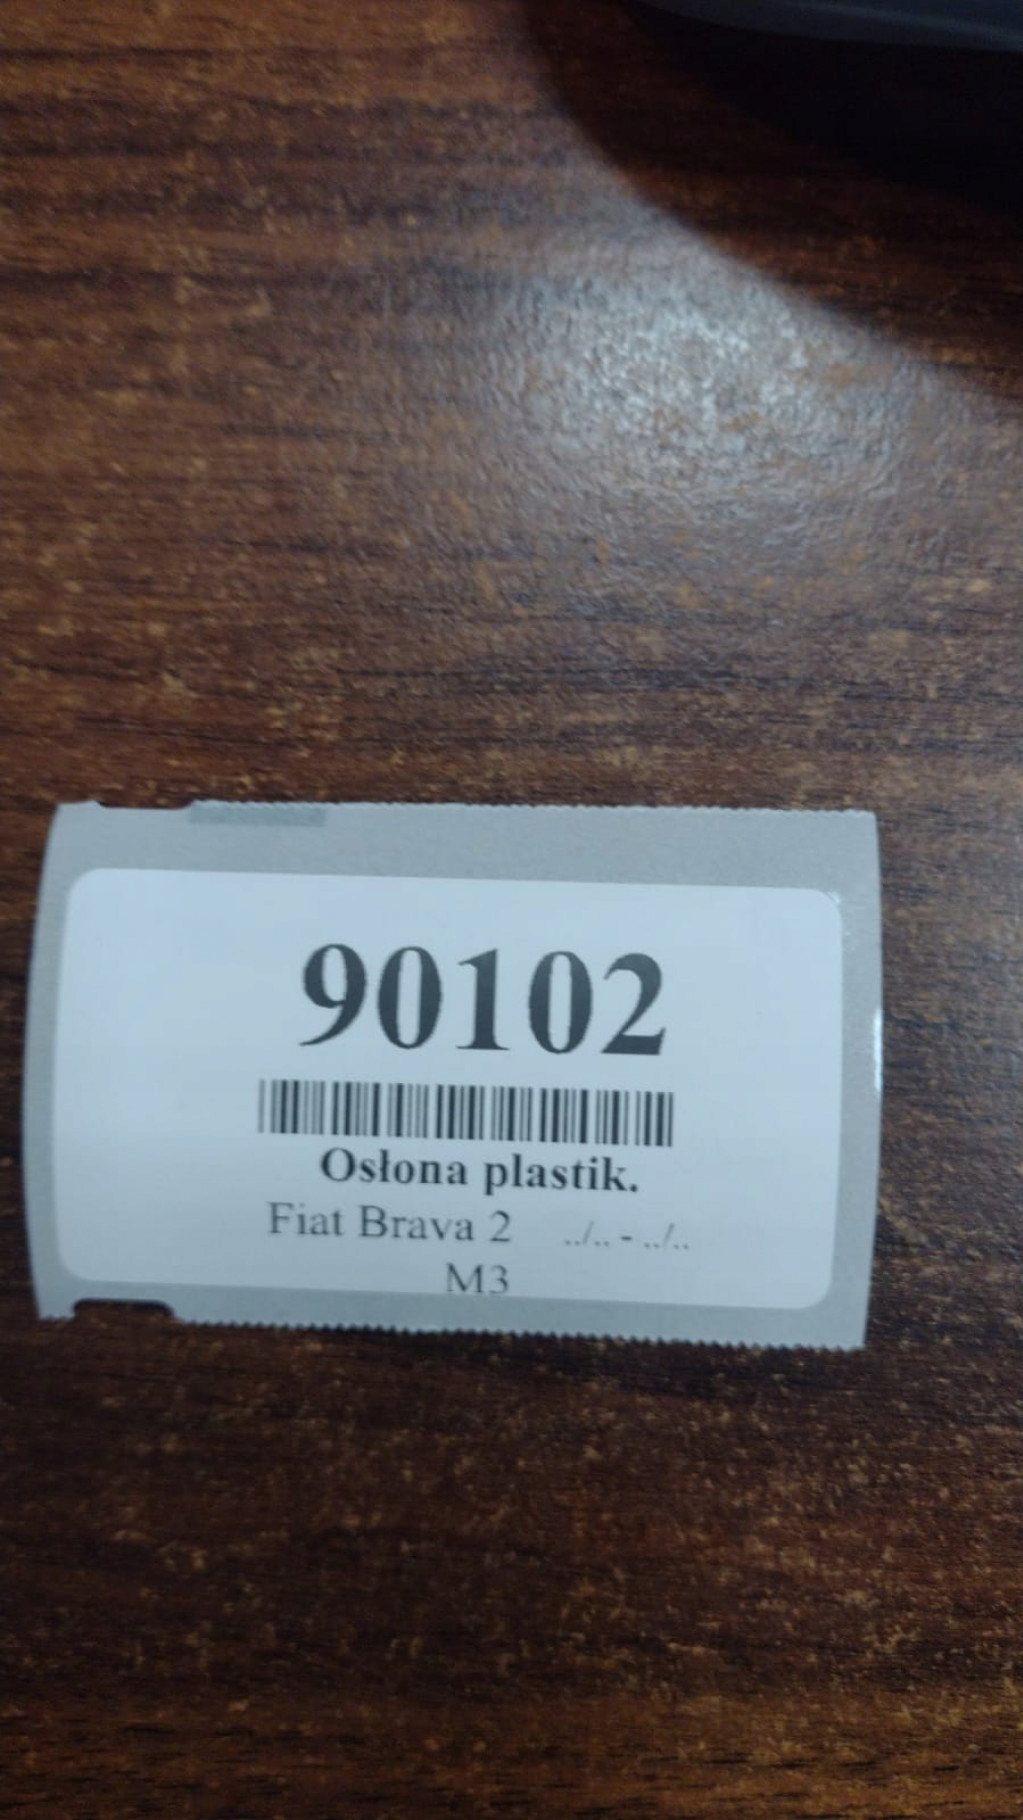 90102
Osłona plastik.
Fiat Brava 2 ../.. - ../..
M3